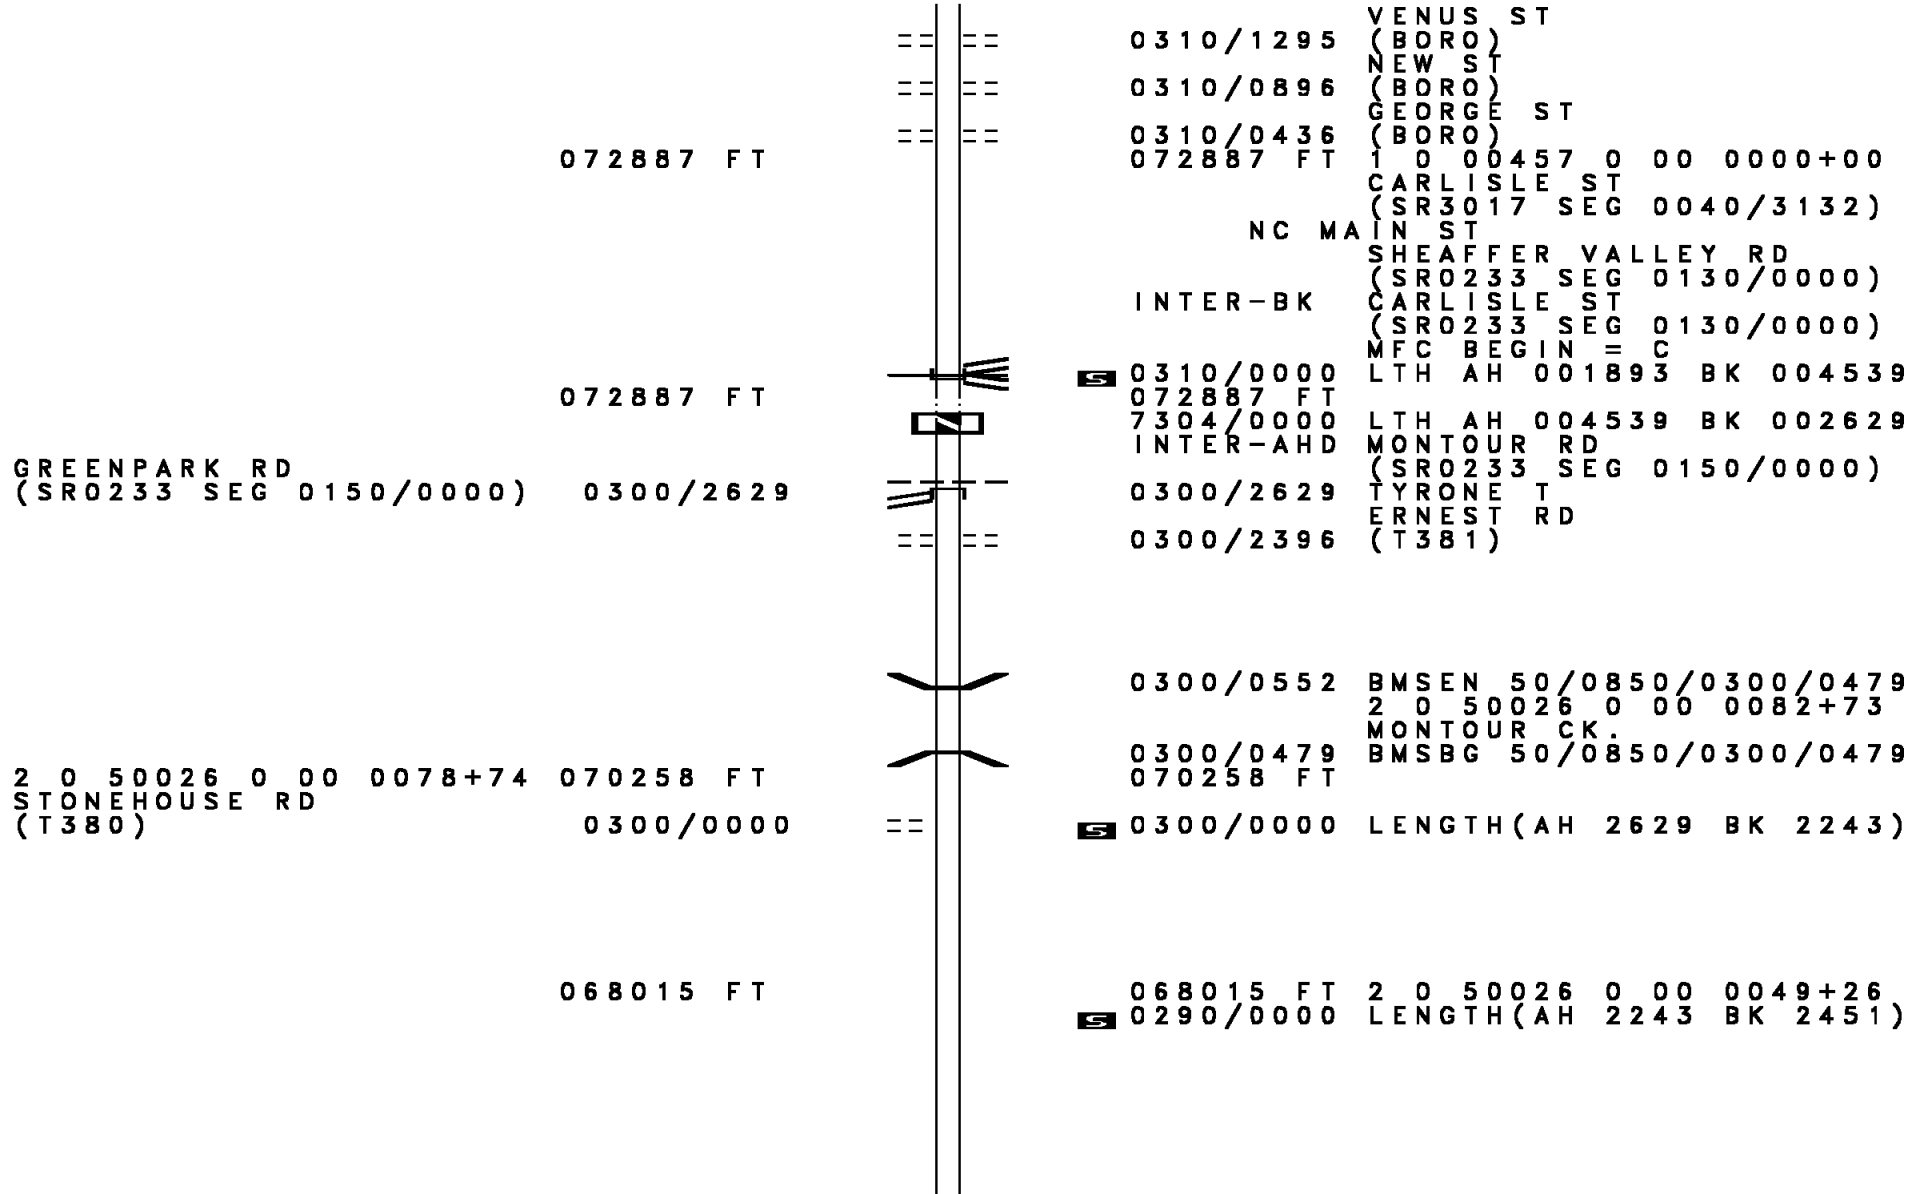 VENUS ST
0310/1295 (BORO)
NEW ST
0310/0896 (BORO)
GEORGE ST
0310/0436 (BORO)
072887 FT 072887 FT 1 0 00457 0 00 0000+00
CARLISLE ST
(SR3017 SEG 0040/3132)
NC MAIN ST
SHEAFFER VALLEY RD
(SR0233 SEG 0130/0000)
INTER-BK CARLISLE ST
(SR0233 SEG 0130/0000)
MFC BEGIN = C
S 0310/0000 LTH AH 001893 BK 004539
072887 FT 072887 FT
7304/0000 LTH AH 004539 BK 002629
INTER-AHD MONTOUR RD
GREENPARK RD (SR0233 SEG 0150/0000)
(SR0233 SEG 0150/0000) 0300/2629 0300/2629 TYRONE T
ERNEST RD
0300/2396 (T381)
0300/0552 BMSEN 50/0850/0300/0479
2 0 50026 0 00 0082+73
MONTOUR CK.
0300/0479 BMSBG 50/0850/0300/0479
2 0 50026 0 00 0078+74 070258 FT 070258 FT
STONEHOUSE RD
(T380) 0300/0000 S 0300/0000 LENGTH(AH 2629 BK 2243)
068015 FT 068015 FT 2 0 50026 0 00 0049+26
S 0290/0000 LENGTH(AH 2243 BK 2451)